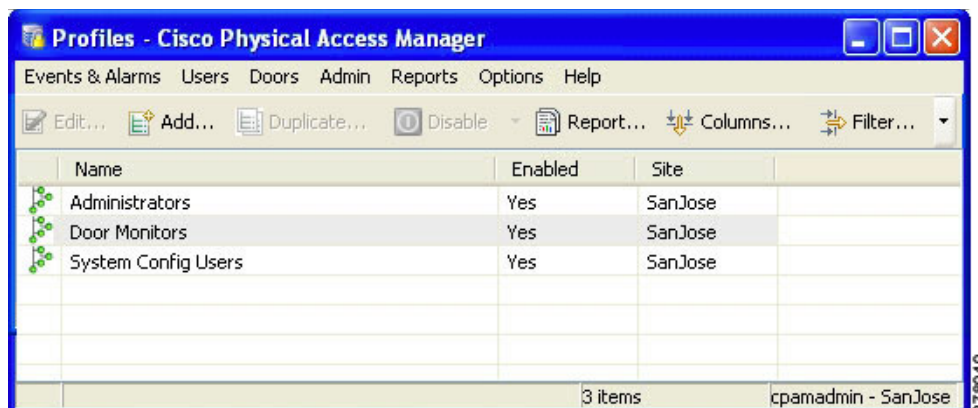 Profiles - Cisco Physical Access Manager
Events & Alarms Users Doors Admin Reports Options Help
Edit... Add... Duplicate... Disable Report... Columns... Filter...
Name Enabled Site
Administrators Yes SanJose
Door Monitors Yes SanJose
System Config Users Yes SanJose
3 items cpamadmin - SanJose